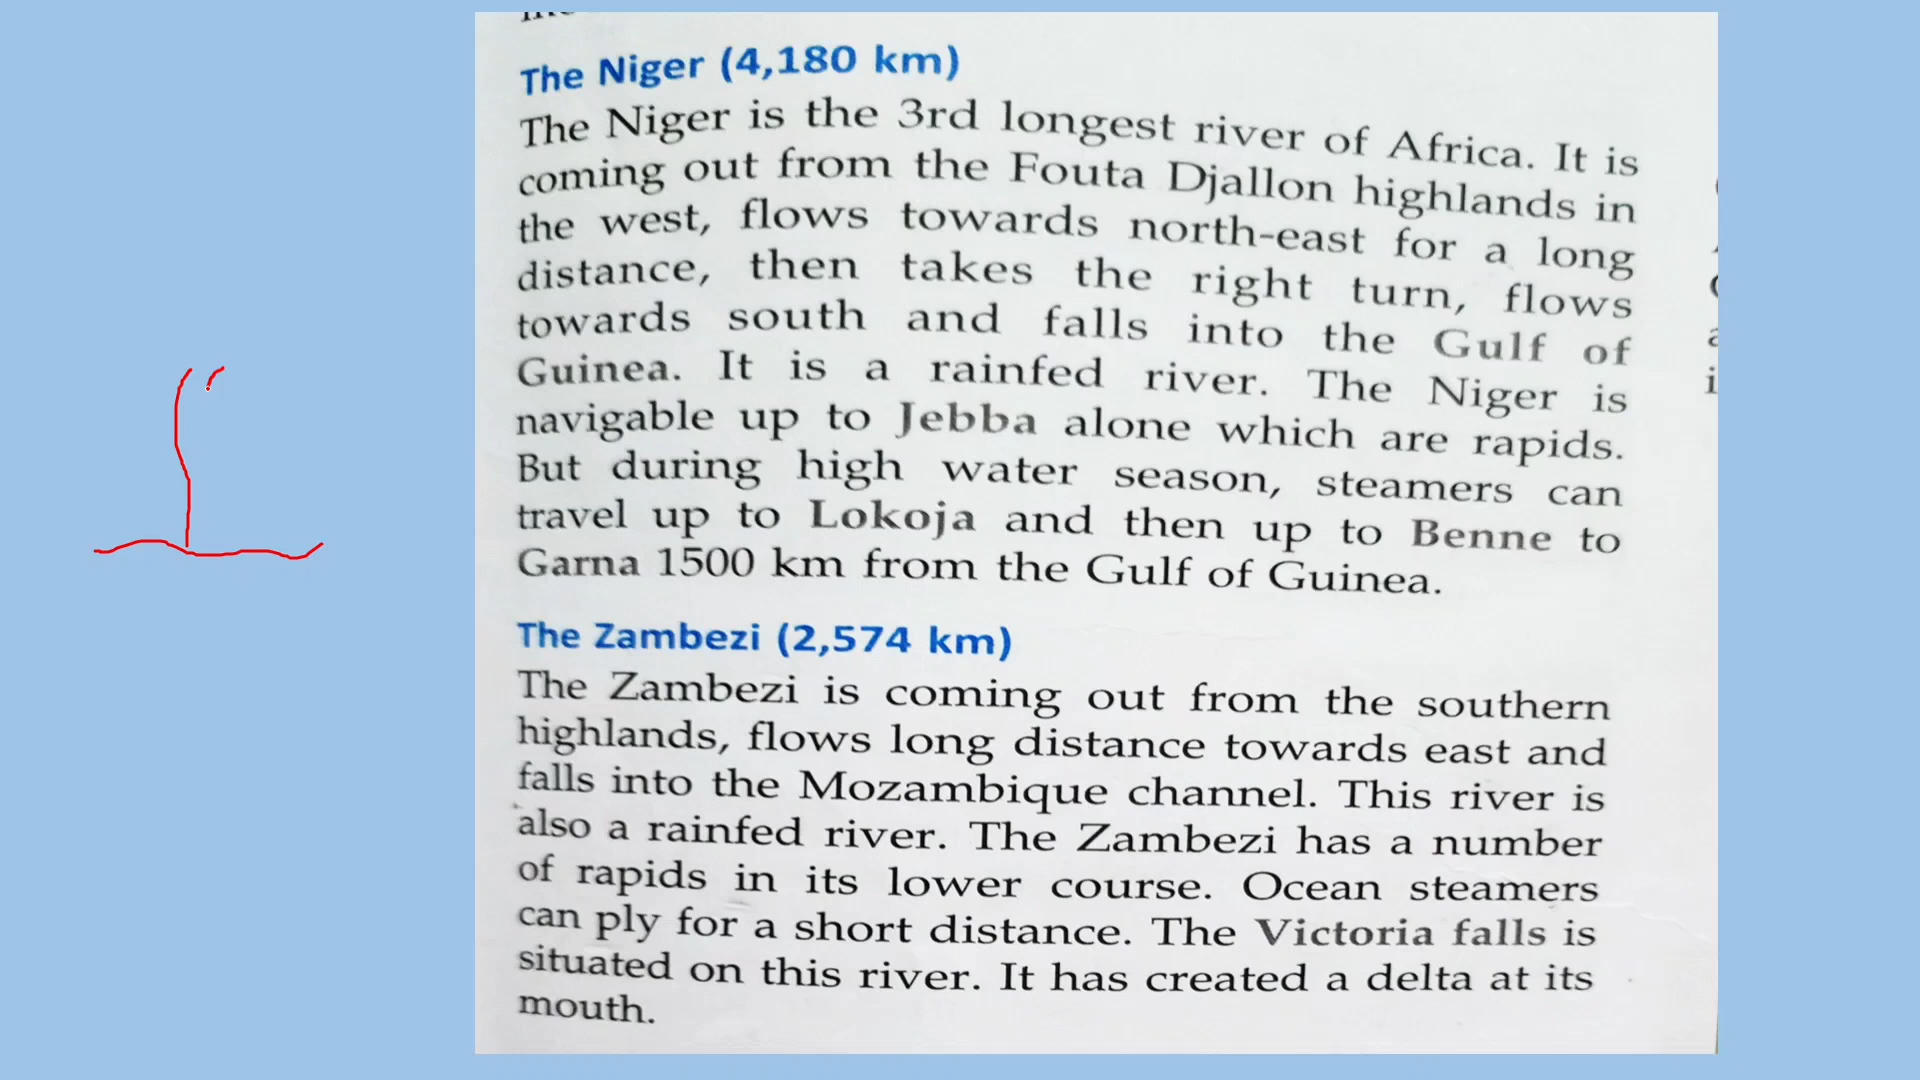 The Niger (4,180 km)
The Niger is the 3rd longest river of Africa. It is
coming out from the Fouta Djallon highlands in
the west, flows towards north-east for a long
distance, then takes the right turn, flows
towards south and falls into the Gulf of
Guinea. It is a rainfed river. The Niger is
navigable up to Jebba alone which are rapids.
But during high water season, steamers can
travel up to Lokoja and then up to Benne to
Garna 1500 km from the Gulf of Guinea.
The Zambezi (2,574 km)
The Zambezi is coming out from the southern
highlands, flows long distance towards east and
falls into the Mozambique channel. This river is
also a rainfed river. The Zambezi has a number
of rapids in its lower course. Ocean steamers
can ply for a short distance. The Victoria falls is
situated on this river. It has created a delta at its
mouth.